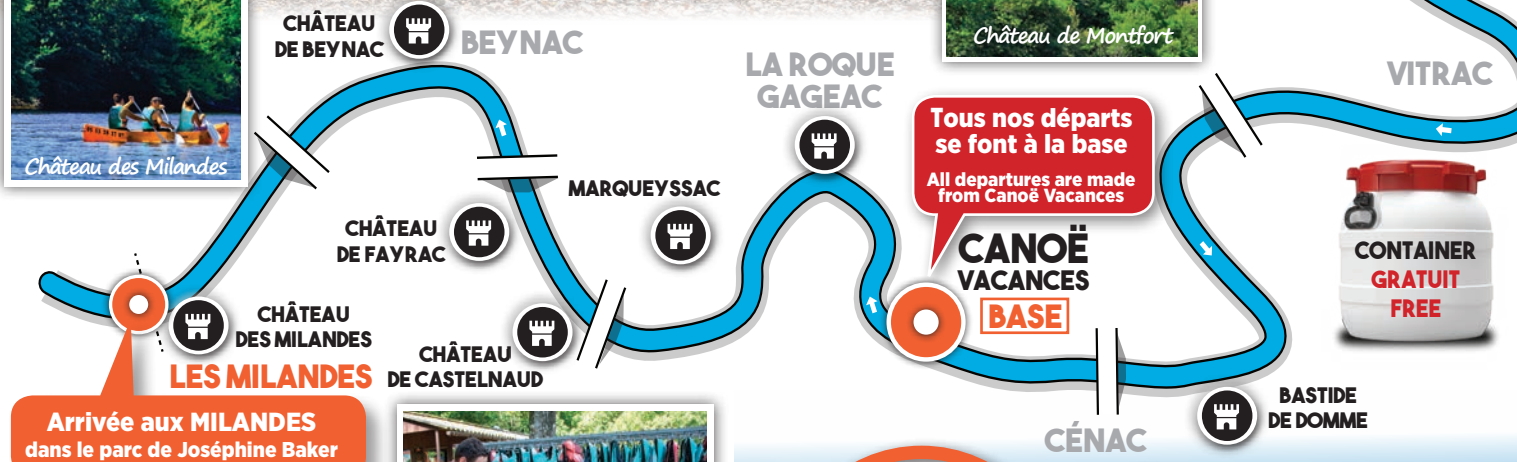 CHÂTEAU
DE BEYNAC
BEYNAC
Château de Montfort
LA ROQUE
GAGEAC
VITRAC
Château des Milandes
Tous nos départs
se font à la base
All departures are made
from Canoë Vacances
MARQUEYSSAC
CHÂTEAU
DE FAYRAC
CANOË
VACANCES
BASE
CONTAINER
GRATUIT
FREE
CHÂTEAU
DES MILANDES
LES MILANDES
CHÂTEAU
DE CASTELNAUD
Arrivée aux MILANDES
dans le parc de Joséphine Baker
BASTIDE
DE DOMME
CÉNAC